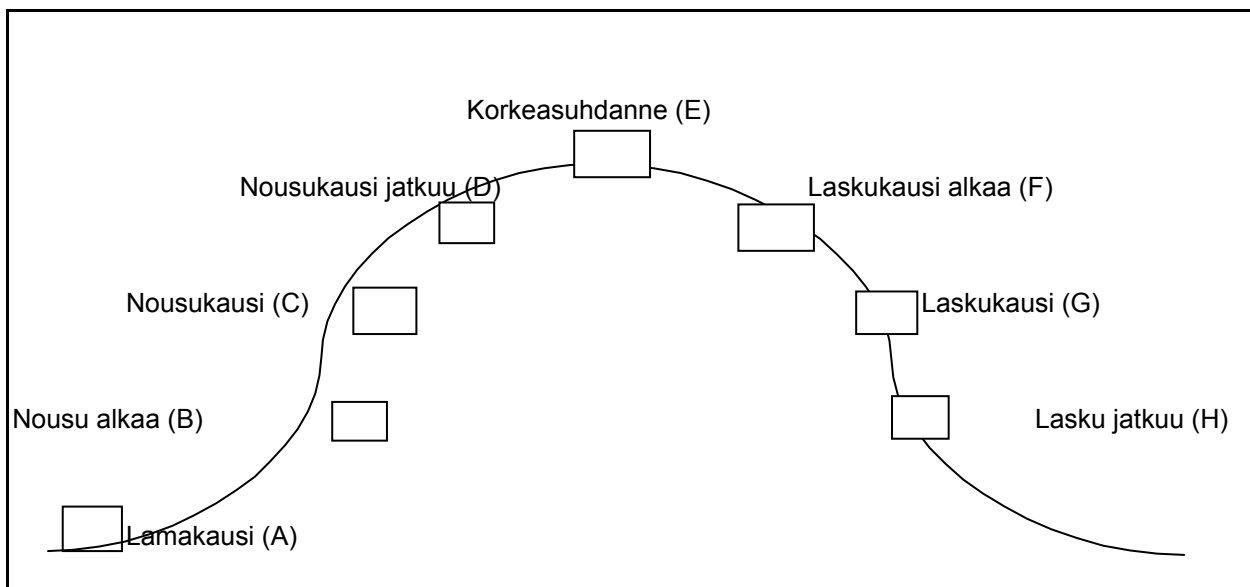 Korkeasuhdanne (E)
Nousukausi jatkuu (D)
Laskukausi alkaa (F)
Nousukausi (C)
Laskukausi (G)
Nousu alkaa (B)
Lasku jatkuu (H)
Lamakausi (A)